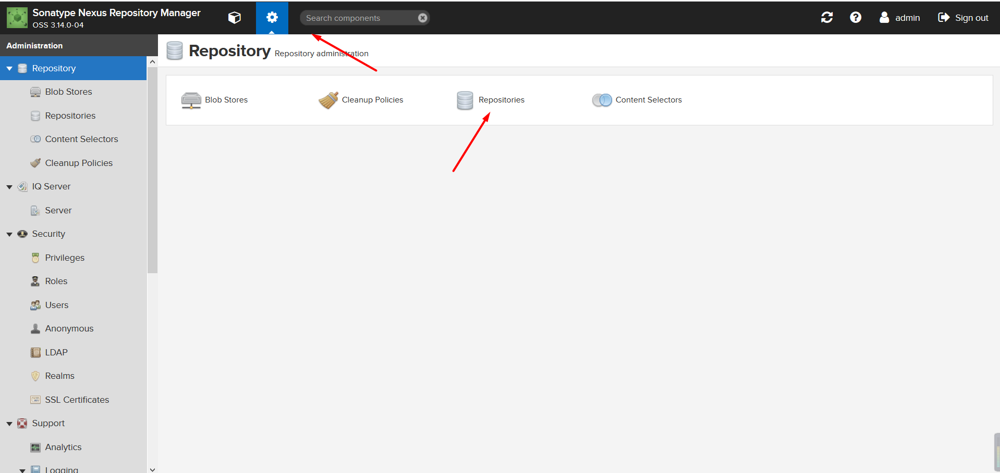 Sonatype Nexus Repository Manager
OSS 3.14.0-04
Search components
admin
Sign out
Administration
Repository
Blob Stores
Repositories
Content Selectors
Cleanup Policies
IQ Server
Server
Security
Privileges
Roles
Users
Anonymous
LDAP
Realms
SSL Certificates
Support
Analytics
Logging
Repository Repository administration
Blob Stores
Cleanup Policies
Repositories
Content Selectors